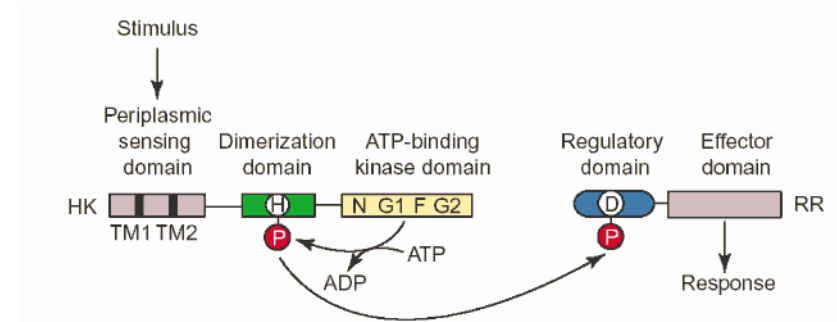 Stimulus
Periplasmic
sensing
domain
Dimerization
domain
ATP-binding
kinase domain
Regulatory
domain
Effector
domain
HK
H
N G1 F G2
D
RR
TM1 TM2
P
ATP
ADP
P
Response